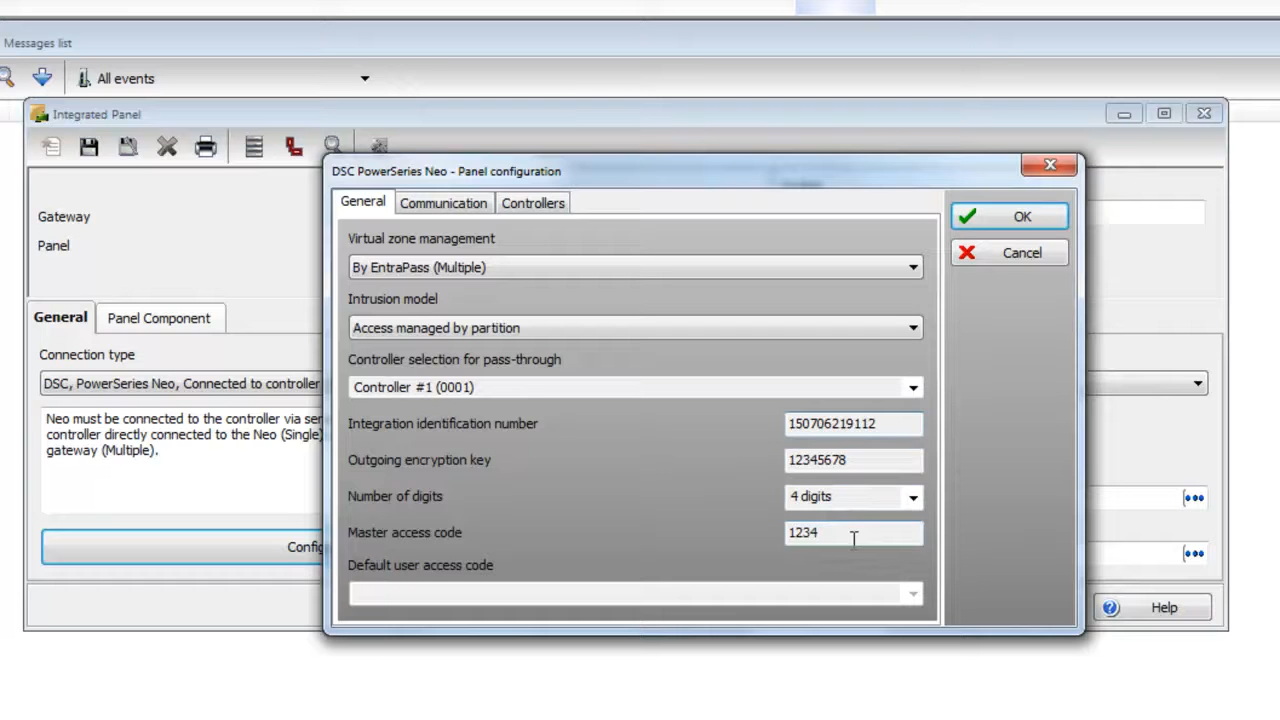 Messages list
All events
Integrated Panel
DSC PowerSeries Neo - Panel configuration
General
Communication
Controllers
OK
Cancel
Virtual zone management
By EntraPass (Multiple)
Intrusion model
Access managed by partition
Controller selection for pass-through
Controller #1 (0001)
Integration identification number
150706219112
Outgoing encryption key
12345678
Number of digits
4 digits
Master access code
1234
Default user access code
Gateway
Panel
General
Panel Component
Connection type
DSC, PowerSeries Neo, Connected to controller
Neo must be connected to the controller via ser
controller directly connected to the Neo (Single)
gateway (Multiple).
Config
Help